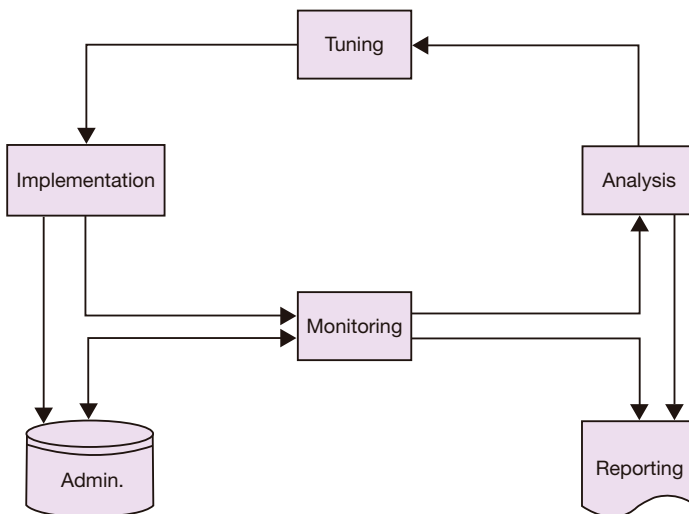 Tuning
Implementation
Analysis
Monitoring
Admin.
Reporting